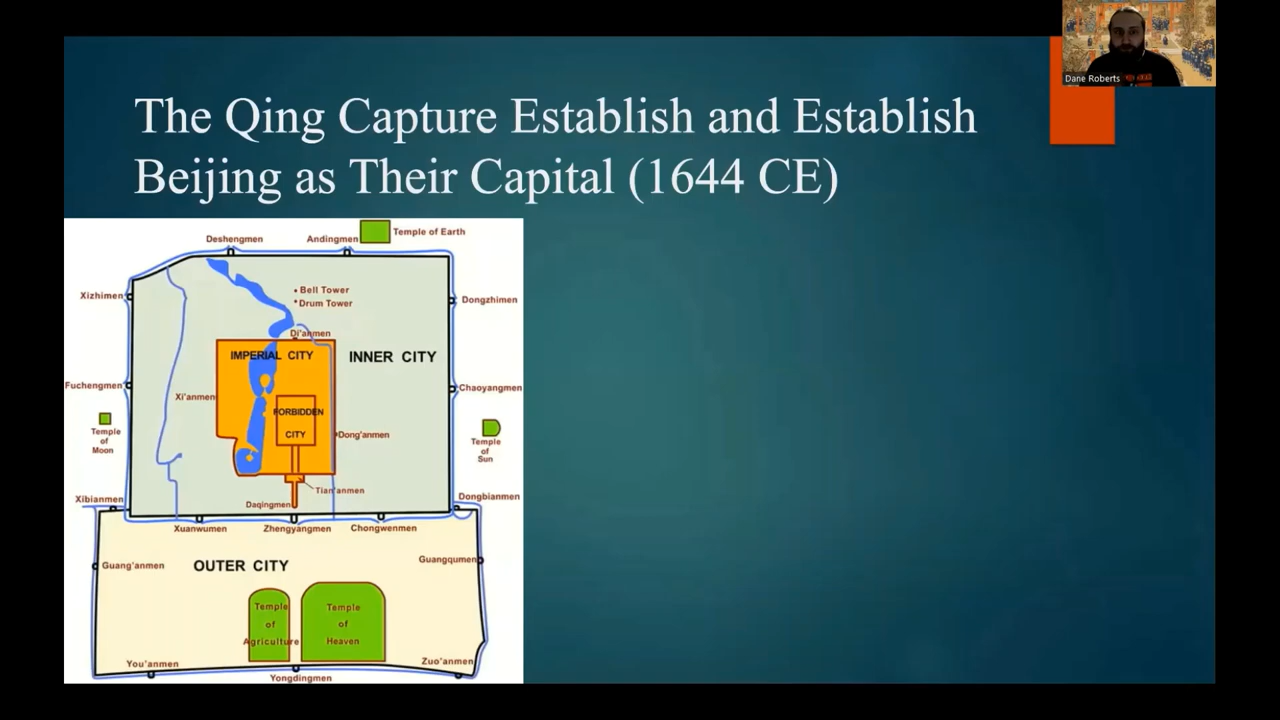 Dane Roberts
The Qing Capture Establish and Establish
Beijing as Their Capital (1644 CE)
Temple of Earth
Deshengmen
Andingmen
Xizhimen
Bell Tower
Drum Tower
Dongzhimen
Di'anmen
IMPERIAL CITY
INNER CITY
Fuchengmen
Chaoyangmen
Xi'anmen
FORBIDDEN
CITY
Temple
of
Moon
Dong'anmen
Temple
of
Sun
Tian'anmen
Daqingmen
Xibianmen
Dongbianmen
Xuanwumen
Zhengyangmen
Chongwenmen
Guang'anmen
OUTER CITY
Guangqumen
Temple
of
Agriculture
Temple
of
Heaven
You'anmen
Zuo'anmen
Yongdingmen